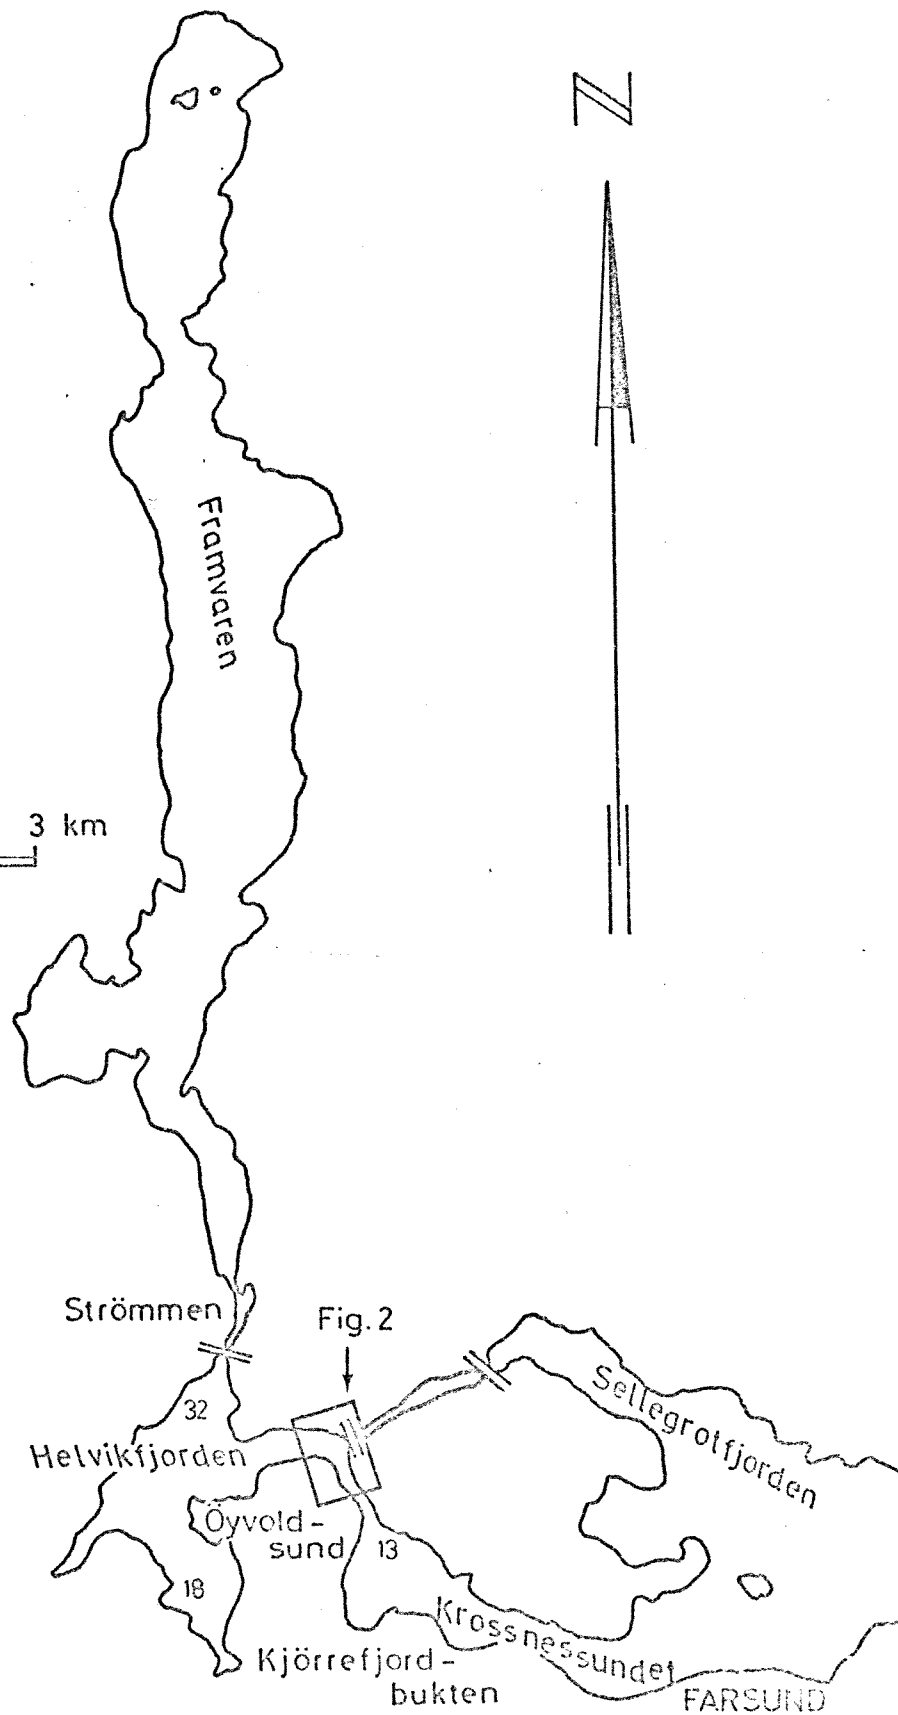 N
Framvaren
3 km
Strömmen
Fig. 2
32
Sellegrotfjorden
Helvikfjorden
Öyvold-
sund
13
18
Krossnessundet
Kjörrefjord-
bukten
FARSUND